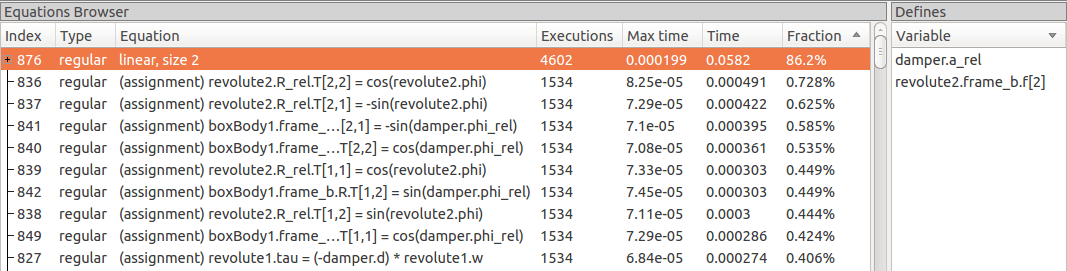 Equations Browser Defines
Index Type Equation Executions Max time Time Fraction Variable
876 regular linear, size 2 4602 0.000199 0.0582 86.2% damper.a_rel
836 regular (assignment) revolute2.R_rel.T[2,2] = cos(revolute2.phi) 1534 8.25e-05 0.000491 0.728% revolute2.frame_b.f[2]
837 regular (assignment) revolute2.R_rel.T[2,1] = -sin(revolute2.phi) 1534 7.29e-05 0.000422 0.625%
841 regular (assignment) boxBody1.frame_...[2,1] = -sin(damper.phi_rel) 1534 7.1e-05 0.000395 0.585%
840 regular (assignment) boxBody1.frame_...T[2,2] = cos(damper.phi_rel) 1534 7.08e-05 0.000361 0.535%
839 regular (assignment) revolute2.R_rel.T[1,1] = cos(revolute2.phi) 1534 7.33e-05 0.000303 0.449%
842 regular (assignment) boxBody1.frame_b.R.T[1,2] = sin(damper.phi_rel) 1534 7.45e-05 0.000303 0.449%
838 regular (assignment) revolute2.R_rel.T[1,2] = sin(revolute2.phi) 1534 7.11e-05 0.0003 0.444%
849 regular (assignment) boxBody1.frame_...T[1,1] = cos(damper.phi_rel) 1534 7.29e-05 0.000286 0.424%
827 regular (assignment) revolute1.tau = (-damper.d) * revolute1.w 1534 6.84e-05 0.000274 0.406%